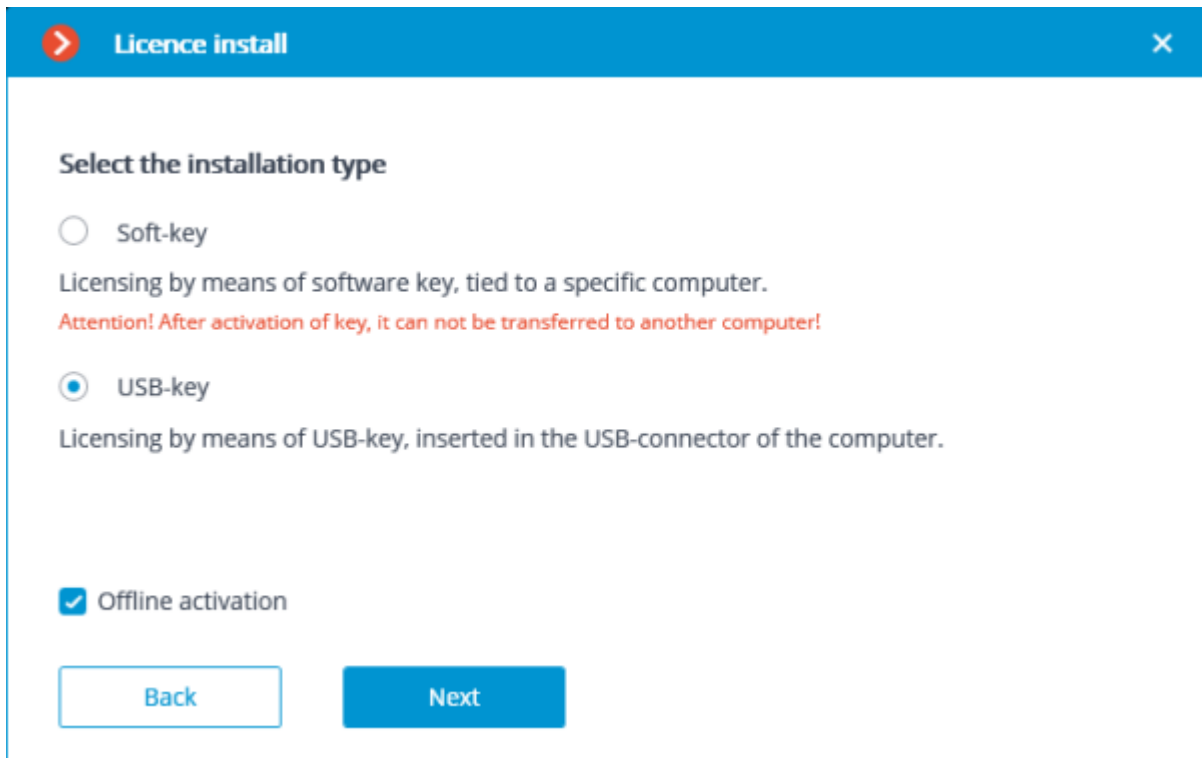 Licence install
Select the installation type
Soft-key
Licensing by means of software key, tied to a specific computer.
Attention! After activation of key, it can not be transferred to another computer!
USB-key
Licensing by means of USB-key, inserted in the USB-connector of the computer.
Offline activation
Back
Next